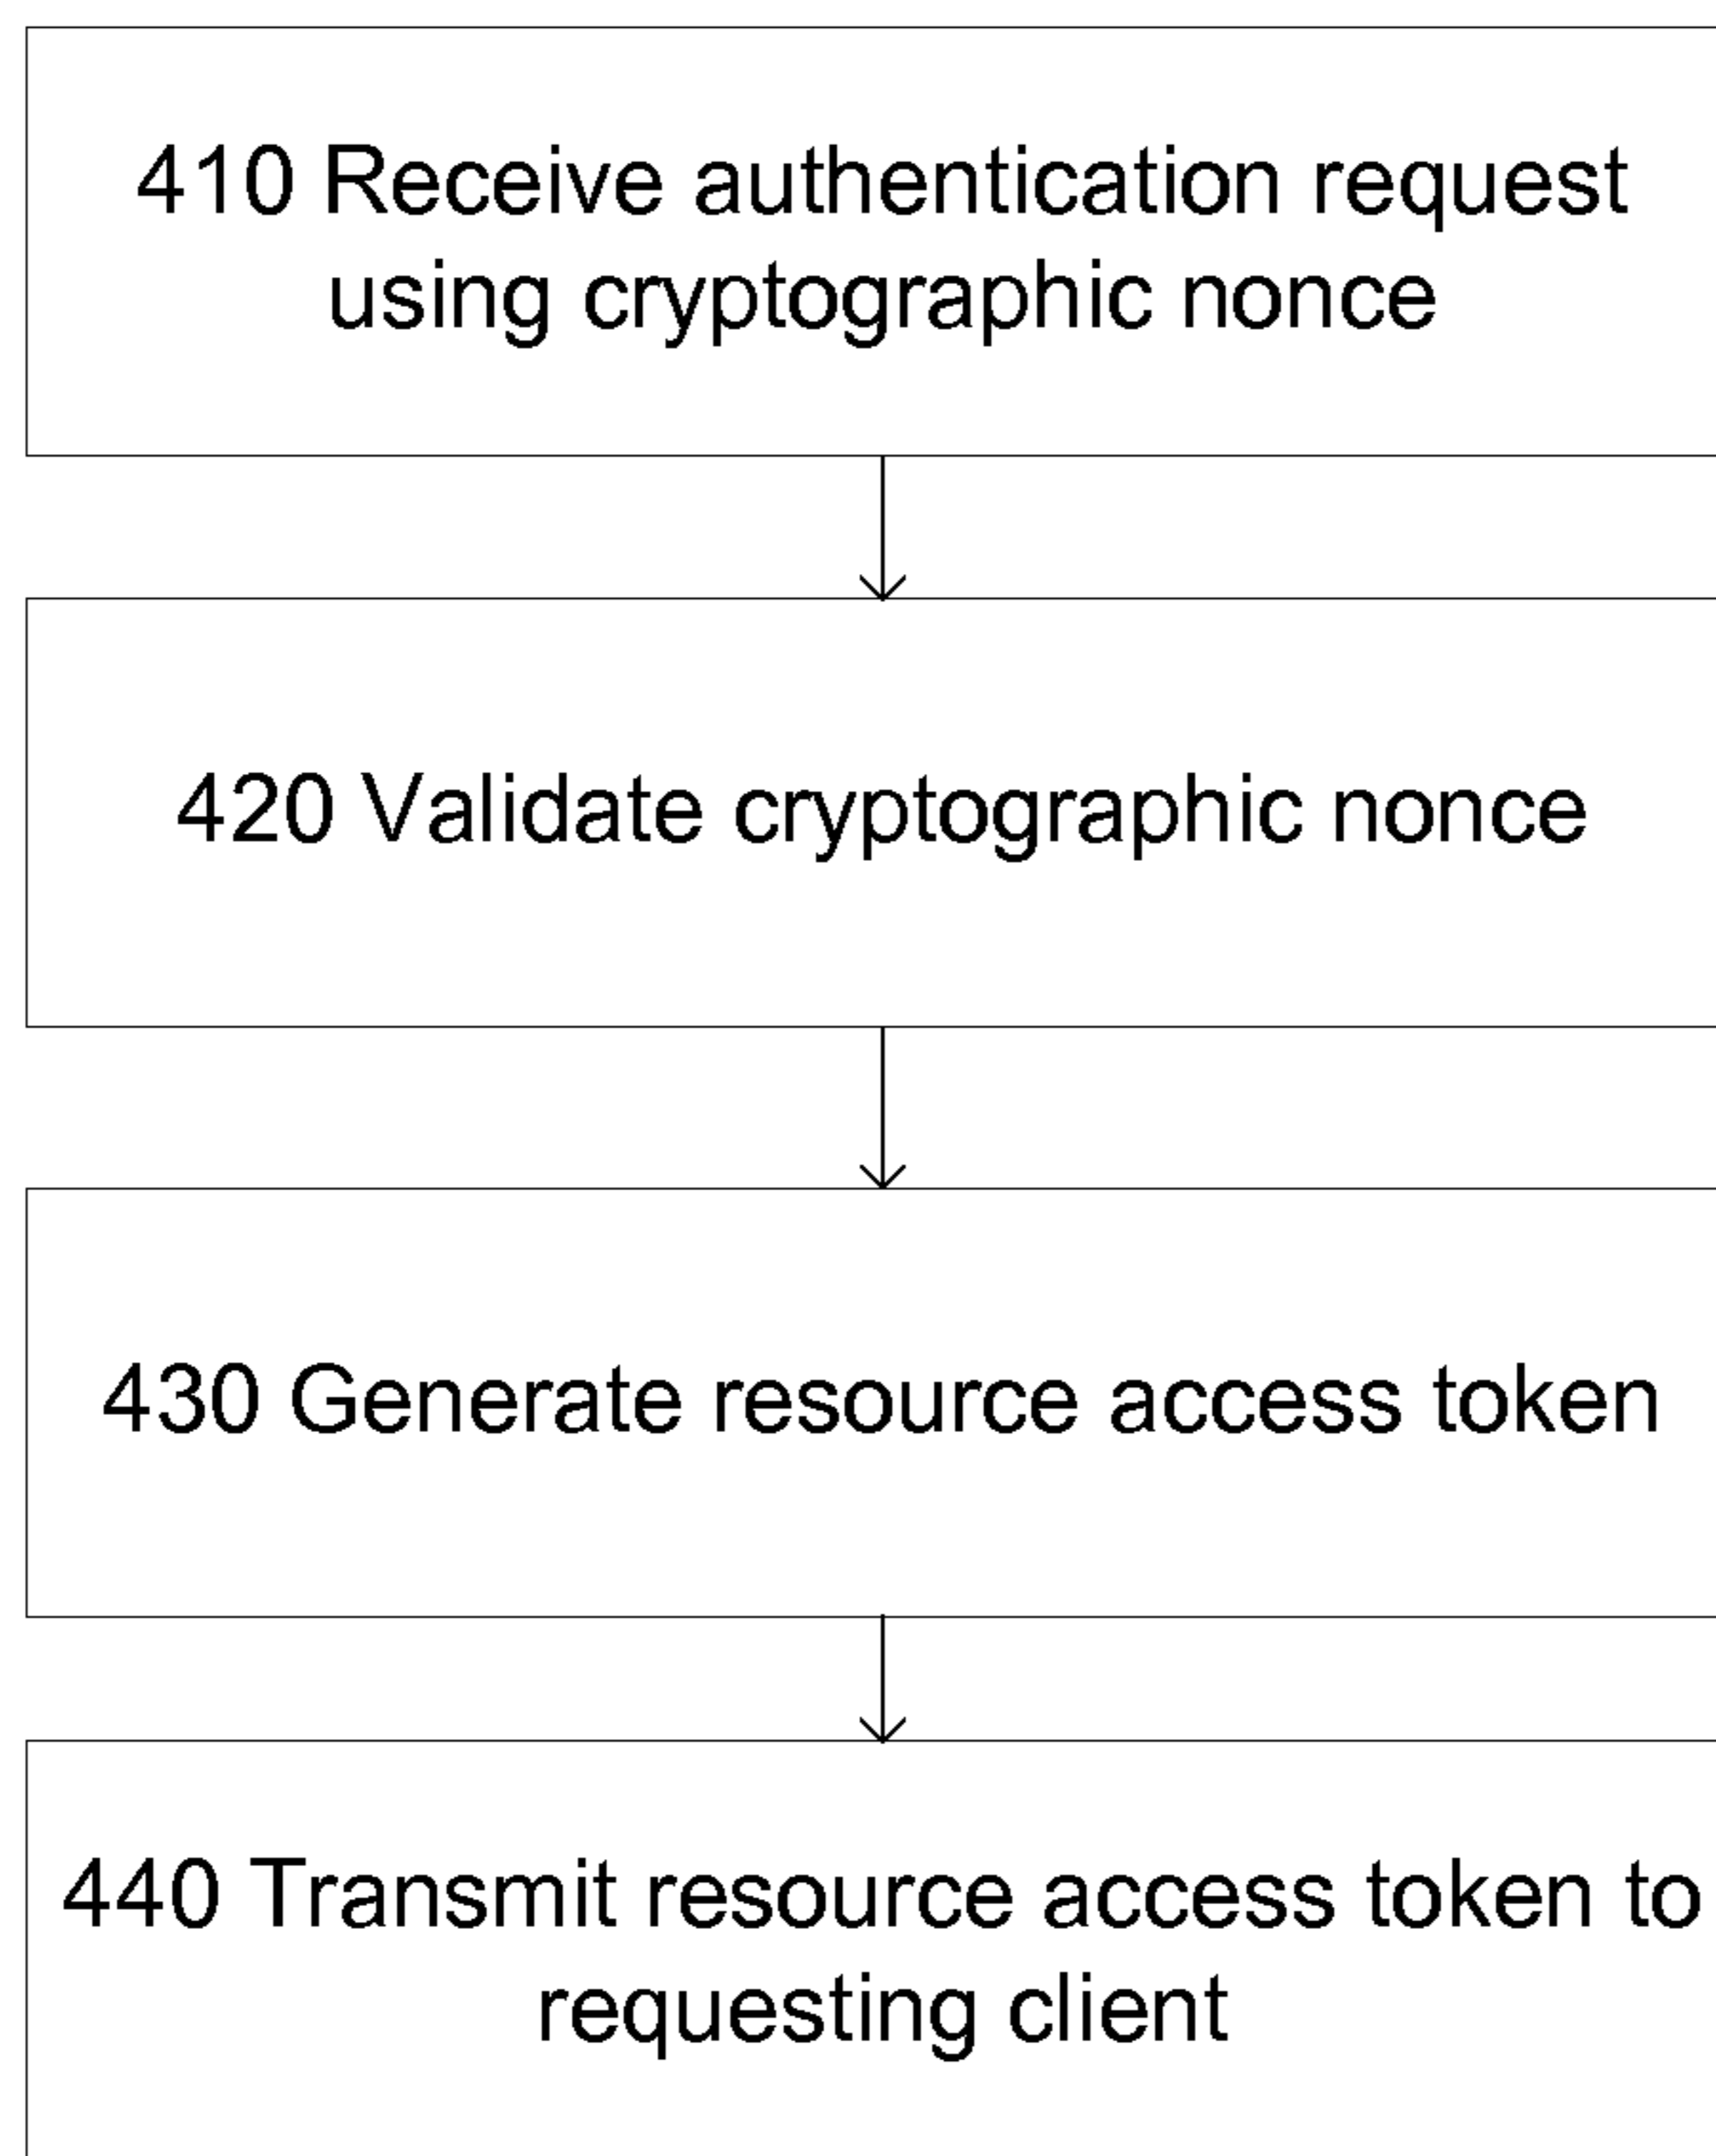 410 Receive authentication request
using cryptographic nonce
420 Validate cryptographic nonce
430 Generate resource access token
440 Transmit resource access token to
requesting client